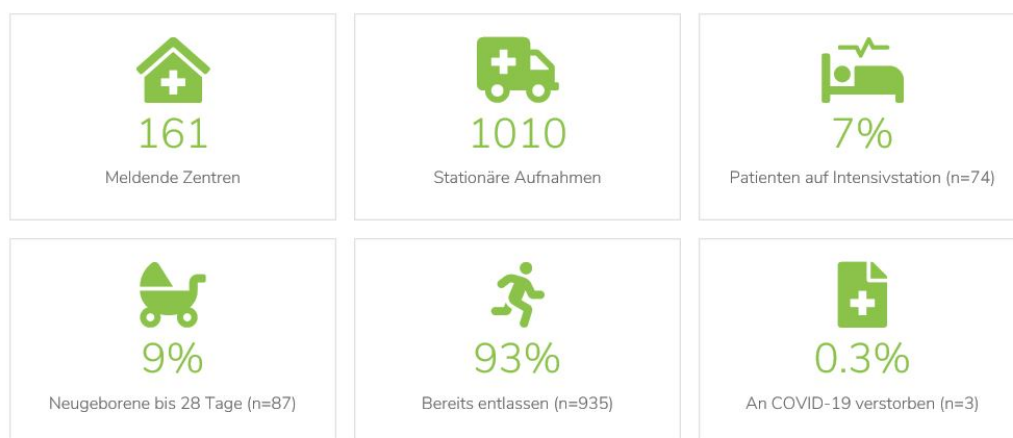 161
Meldende Zentren
1010
Stationäre Aufnahmen
7%
Patienten auf Intensivstation (n=74)
9%
Neugeborene bis 28 Tage (n=87)
93%
Bereits entlassen (n=935)
0.3%
An COVID-19 verstorben (n=3)